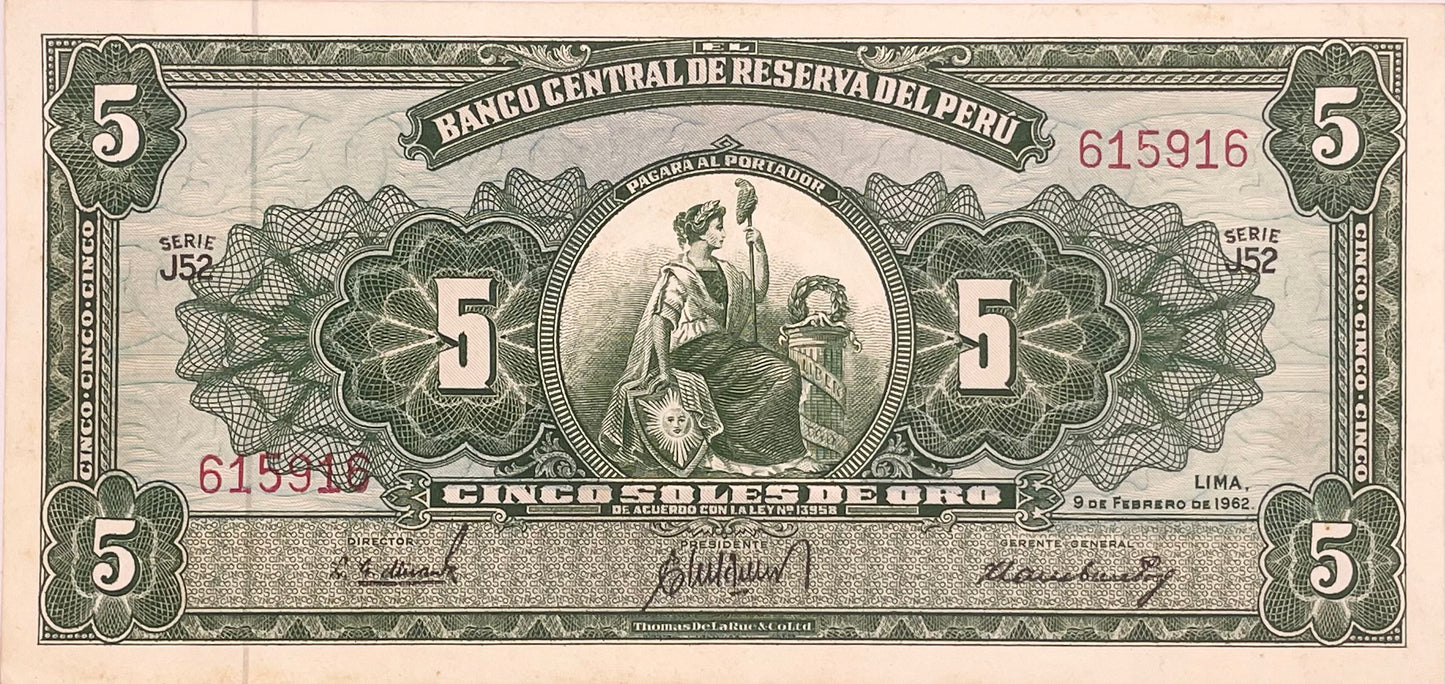 5
EL
BANCO CENTRAL DE RESERVA DEL PERÚ
5
615916
PAGARA AL PORTADOR
SERIE
J52
SERIE
J52
CINCO·CINCO·CINCO
CINCO·CINCO·CINCO
5
5
615916
CINCO SOLES DE ORO
DE ACUERDO CON LA LEY Nº 13958
LIMA,
9 DE FEBRERO DE 1962.
5
DIRECTOR
PRESIDENTE
GERENTE GENERAL
5
Thomas De La Rue & Co Ltd